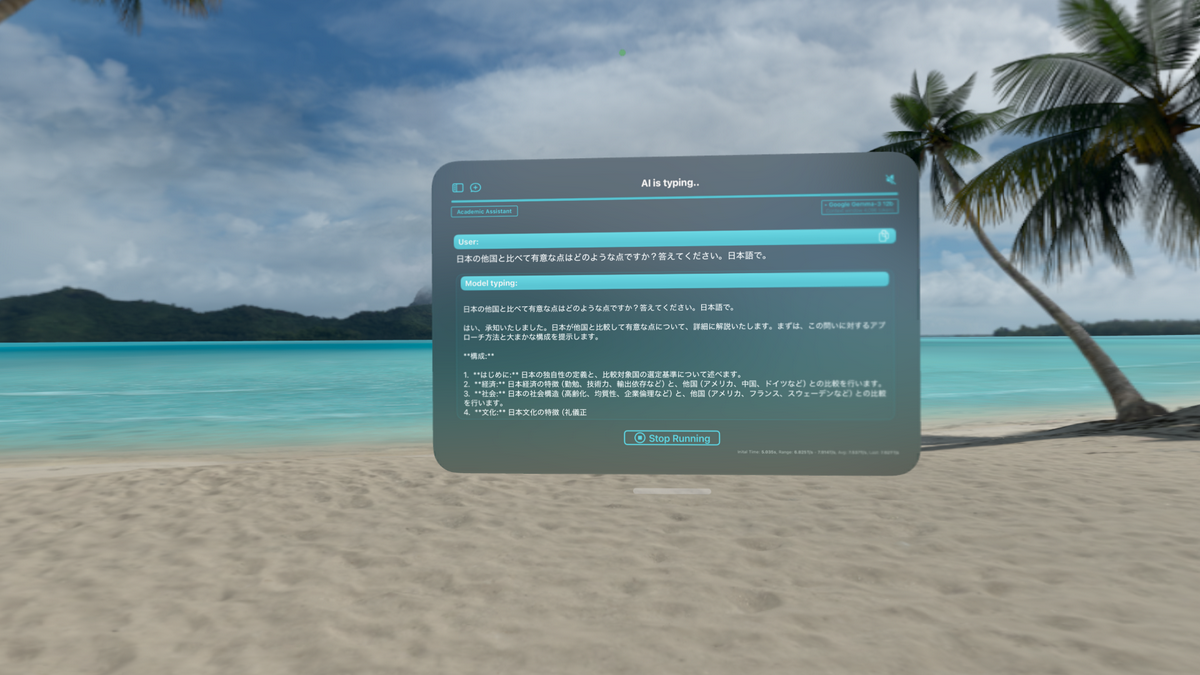 AI is typing..
Academic Assistant
Google Gemma-3 12b
User:
日本の他国と比べて有意な点はどのような点ですか？答えてください。日本語で。
Model typing:
日本の他国と比べて有意な点はどのような点ですか？答えてください。日本語で。
はい、承知いたしました。日本が他国と比較して有意な点について、詳細に解説いたします。まずは、この問いに対するアプ
ローチ方法と大まかな構成を提示します。
**構成:**
1. **はじめに:** 日本の独自性の定義と、比較対象国の選定基準について述べます。
2. **経済:** 日本経済の特徴 (勤勉、技術力、輸出依存など) と、他国 (アメリカ、中国、ドイツなど) との比較を行います。
3. **社会:** 日本の社会構造 (高齢化、均質性、企業倫理など) と、他国 (アメリカ、フランス、スウェーデンなど) との比較
を行います。
4. **文化:** 日本文化の特徴 (礼儀正
Stop Running